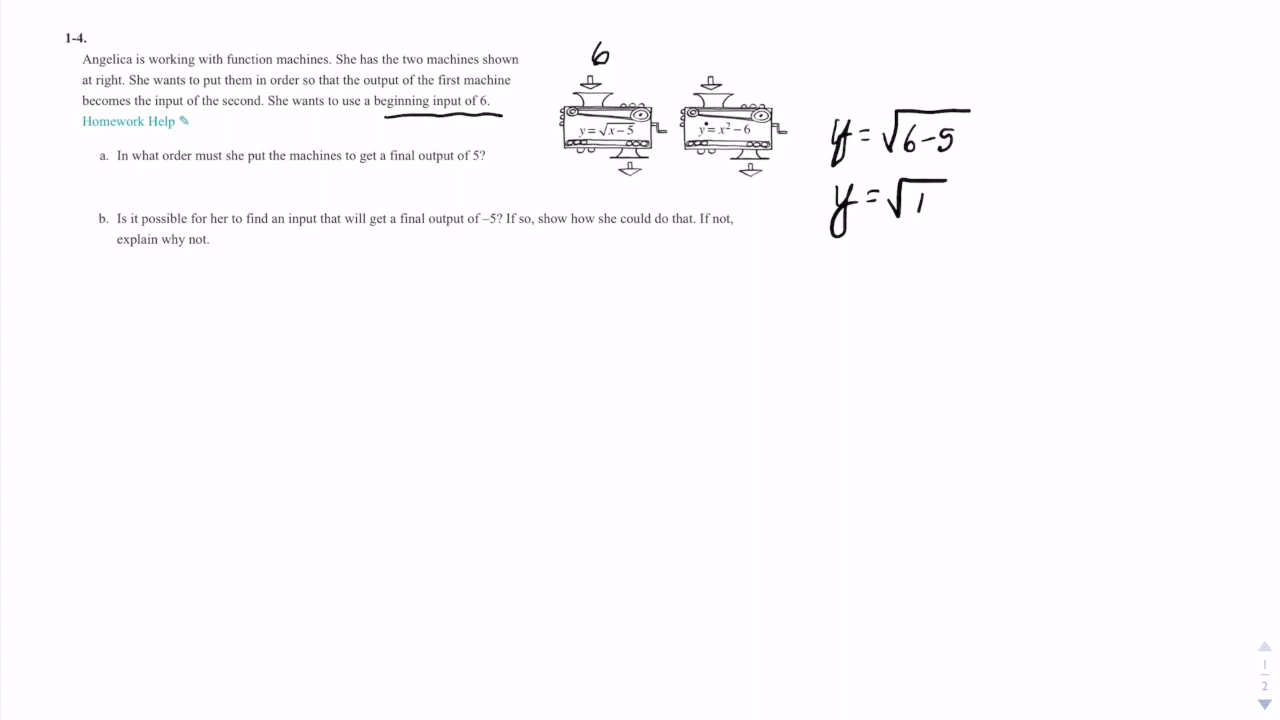 1-4.
Angelica is working with function machines. She has the two machines shown
at right. She wants to put them in order so that the output of the first machine
becomes the input of the second. She wants to use a beginning input of 6.
Homework Help ✎
6
y = √x − 5
y = x² − 6
y = √6-5
y = √1
a. In what order must she put the machines to get a final output of 5?
b. Is it possible for her to find an input that will get a final output of –5? If so, show how she could do that. If not,
explain why not.
1
2